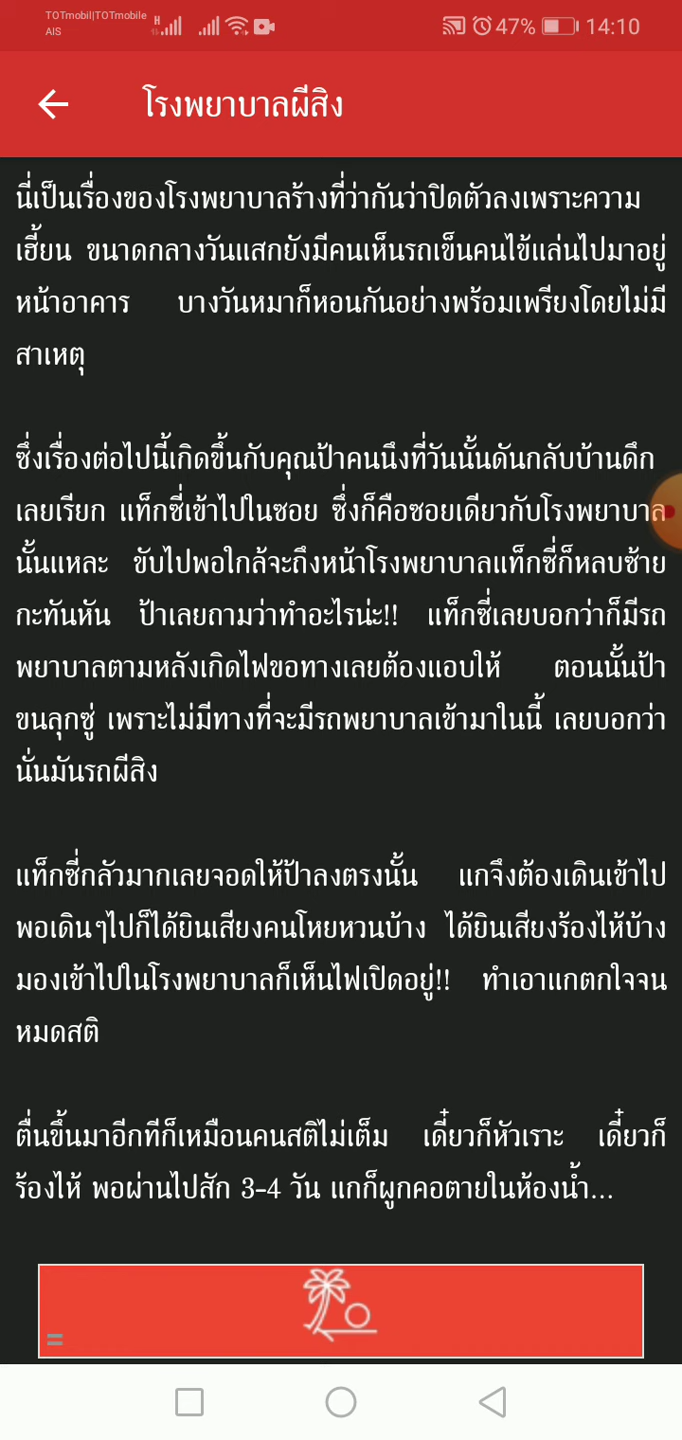 TOTmobil|TOTmobile
AIS
H
47%
14:10
โรงพยาบาลผีสิง
นี่เป็นเรื่องของโรงพยาบาลร้างที่ว่ากันว่าปิดตัวลงเพราะความ
เฮี้ยน ขนาดกลางวันแสกยังมีคนเห็นรถเข็นคนไข้แล่นไปมาอยู่
หน้าอาคาร บางวันหมาก็หอนกันอย่างพร้อมเพรียงโดยไม่มี
สาเหตุ
ซึ่งเรื่องต่อไปนี้เกิดขึ้นกับคุณป้าคนนึงที่วันนั้นดันกลับบ้านดึก
เลยเรียก แท็กซี่เข้าไปในซอย ซึ่งก็คือซอยเดียวกับโรงพยาบาล
นั้นแหละ ขับไปพอใกล้จะถึงหน้าโรงพยาบาลแท็กซี่ก็หลบซ้าย
กะทันหัน ป้าเลยถามว่าทำอะไรน่ะ!! แท็กซี่เลยบอกว่าก็มีรถ
พยาบาลตามหลังเกิดไฟขอทางเลยต้องแอบให้ ตอนนั้นป้า
ขนลุกซู่ เพราะไม่มีทางที่จะมีรถพยาบาลเข้ามาในนี้ เลยบอกว่า
นั่นมันรถผีสิง
แท็กซี่กลัวมากเลยจอดให้ป้าลงตรงนั้น แกจึงต้องเดินเข้าไป
พอเดินๆไปก็ได้ยินเสียงคนโหยหวนบ้าง ได้ยินเสียงร้องไห้บ้าง
มองเข้าไปในโรงพยาบาลก็เห็นไฟเปิดอยู่!! ทำเอาแกตกใจจน
หมดสติ
ตื่นขึ้นมาอีกทีก็เหมือนคนสติไม่เต็ม เดี๋ยวก็หัวเราะ เดี๋ยวก็
ร้องไห้ พอผ่านไปสัก 3-4 วัน แกก็ผูกคอตายในห้องน้ำ...